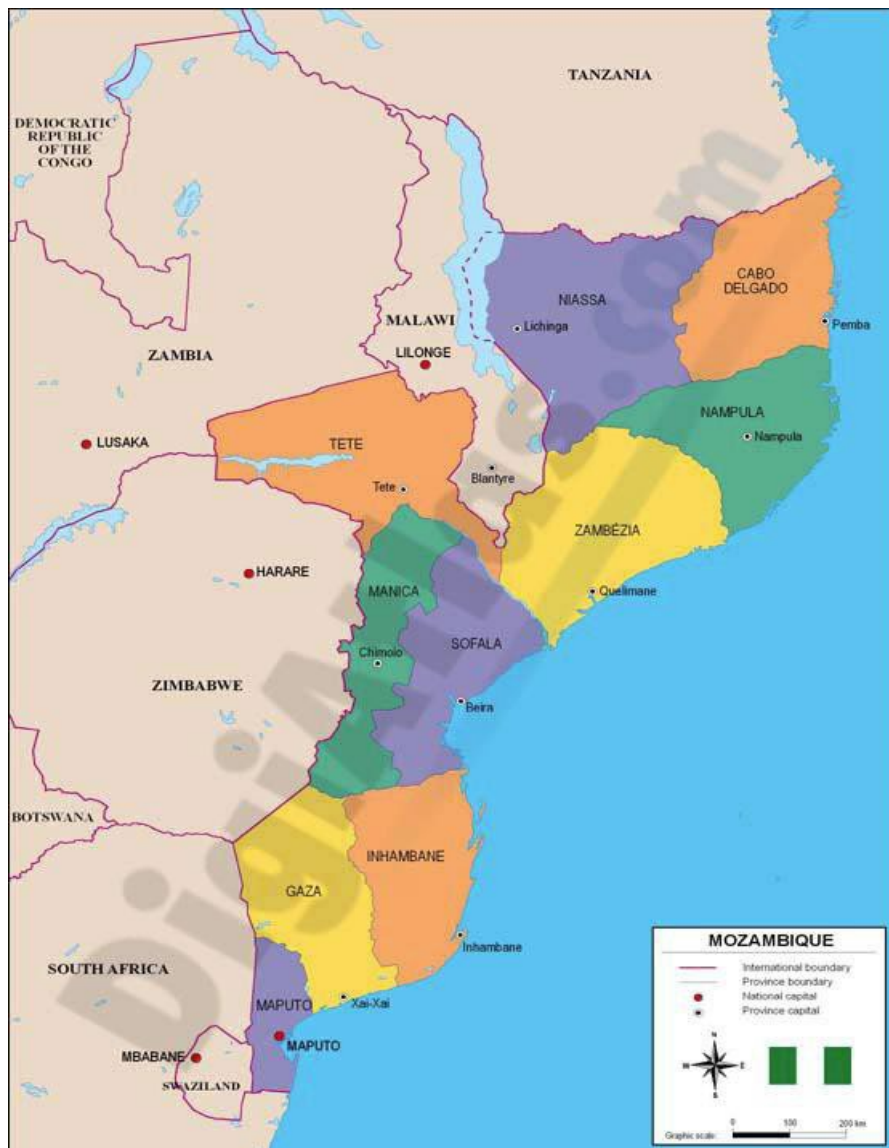 TANZANIA
DEMOCRATIC
REPUBLIC
OF THE
CONGO
CABO
DELGADO
NIASSA
Lichinga
Pemba
MALAWI
LILONGE
ZAMBIA
NAMPULA
Nampula
LUSAKA
TETE
Tete
Blantyre
ZAMBÉZIA
HARARE
MANICA
Quelimane
SOFALA
Chimoio
ZIMBABWE
Beira
BOTSWANA
INHAMBANE
GAZA
Inhambane
SOUTH AFRICA
Xai-Xai
MAPUTO
MAPUTO
MBABANE
SWAZILAND
DigiAtlas.com
MOZAMBIQUE
International boundary
Province boundary
National capital
Province capital
N
W E
S
Graphic scale:
0 100 200 km